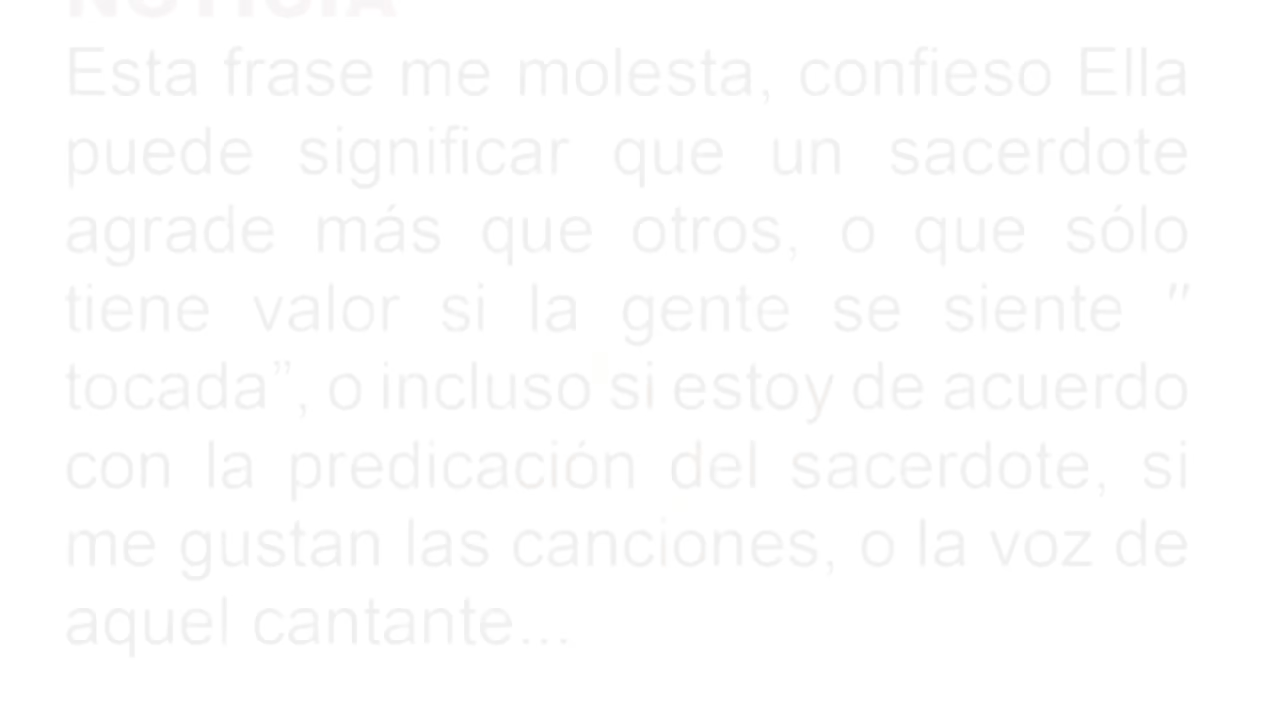 NOTICIA
Esta frase me molesta, confieso Ella
puede significar que un sacerdote
agrade más que otros, o que sólo
tiene valor si la gente se siente "
tocada”, o incluso si estoy de acuerdo
con la predicación del sacerdote, si
me gustan las canciones, o la voz de
aquel cantante...